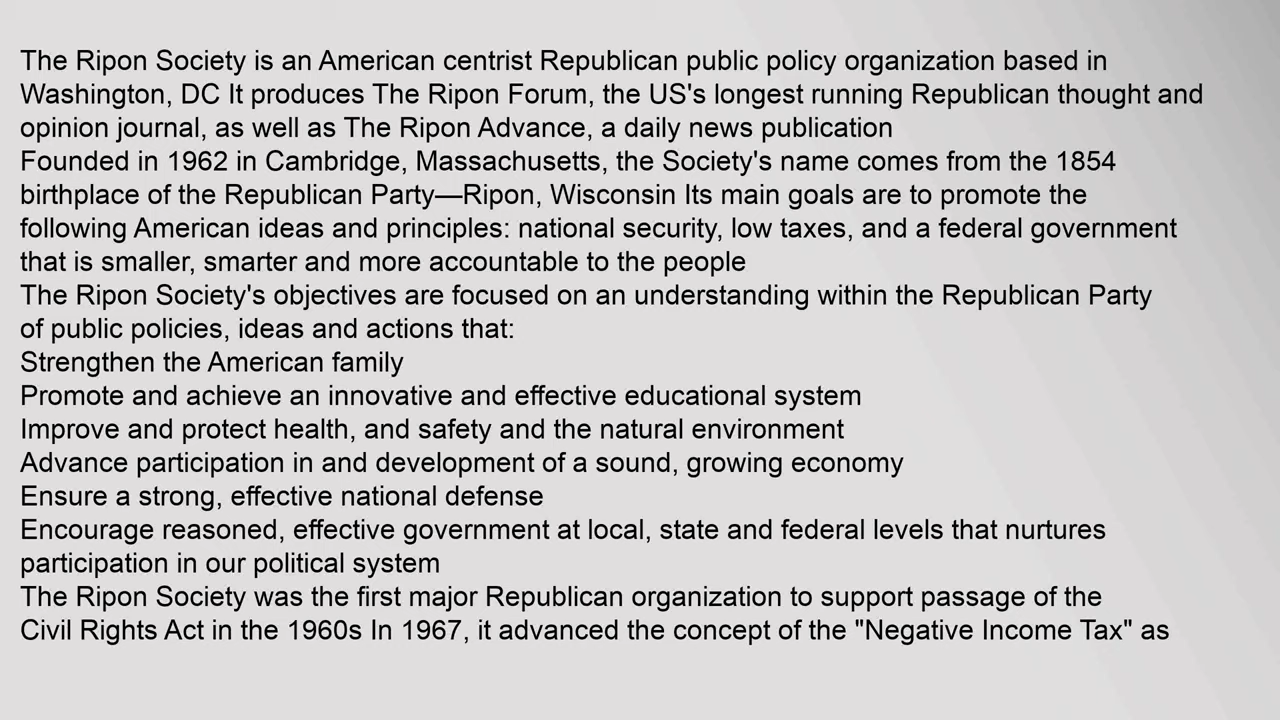 The Ripon Society is an American centrist Republican public policy organization based in
Washington, DC It produces The Ripon Forum, the US's longest running Republican thought and
opinion journal, as well as The Ripon Advance, a daily news publication
Founded in 1962 in Cambridge, Massachusetts, the Society's name comes from the 1854
birthplace of the Republican Party—Ripon, Wisconsin Its main goals are to promote the
following American ideas and principles: national security, low taxes, and a federal government
that is smaller, smarter and more accountable to the people
The Ripon Society's objectives are focused on an understanding within the Republican Party
of public policies, ideas and actions that:
Strengthen the American family
Promote and achieve an innovative and effective educational system
Improve and protect health, and safety and the natural environment
Advance participation in and development of a sound, growing economy
Ensure a strong, effective national defense
Encourage reasoned, effective government at local, state and federal levels that nurtures
participation in our political system
The Ripon Society was the first major Republican organization to support passage of the
Civil Rights Act in the 1960s In 1967, it advanced the concept of the "Negative Income Tax" as